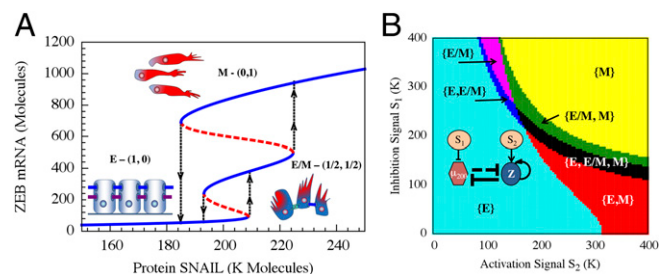 A
ZEB mRNA (Molecules)
1200
1000
800
600
400
200
0
M - (0,1)
E – (1, 0)
E/M – (1/2, 1/2)
160
180
200
220
240
Protein SNAIL (K Molecules)
B
Inhibition Signal S1 (K)
400
300
200
100
0
{E/M}
{M}
{E,E/M}
{E/M, M}
S1
S2
{E, E/M, M}
μ200
Z
{E,M}
{E}
0
100
200
300
400
Activation Signal S2 (K)